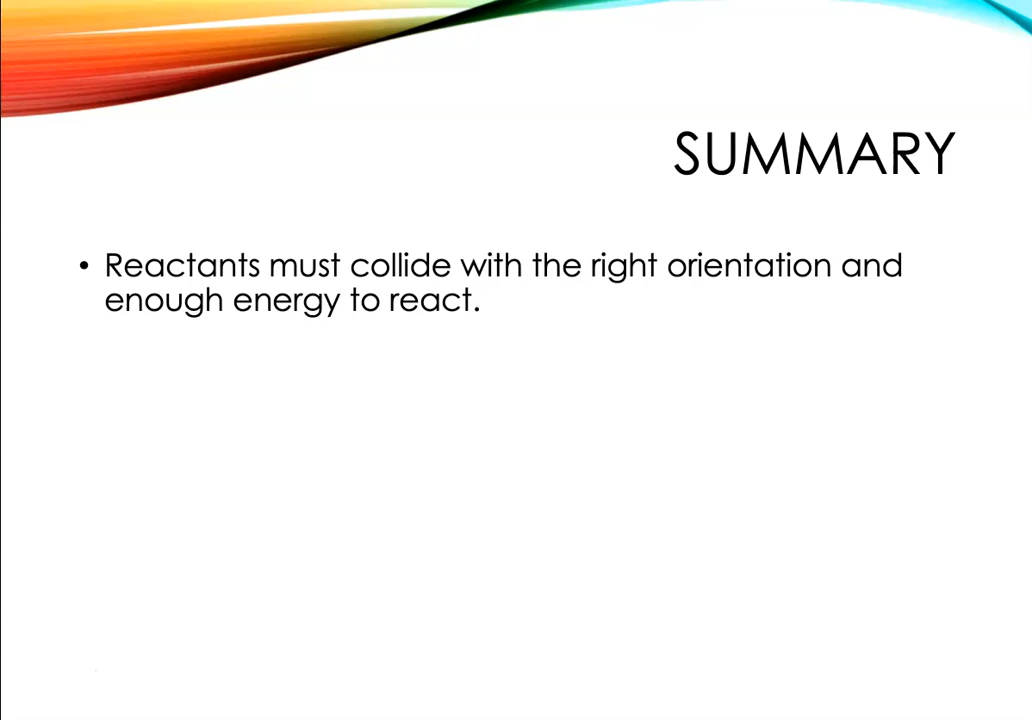 SUMMARY
• Reactants must collide with the right orientation and
enough energy to react.